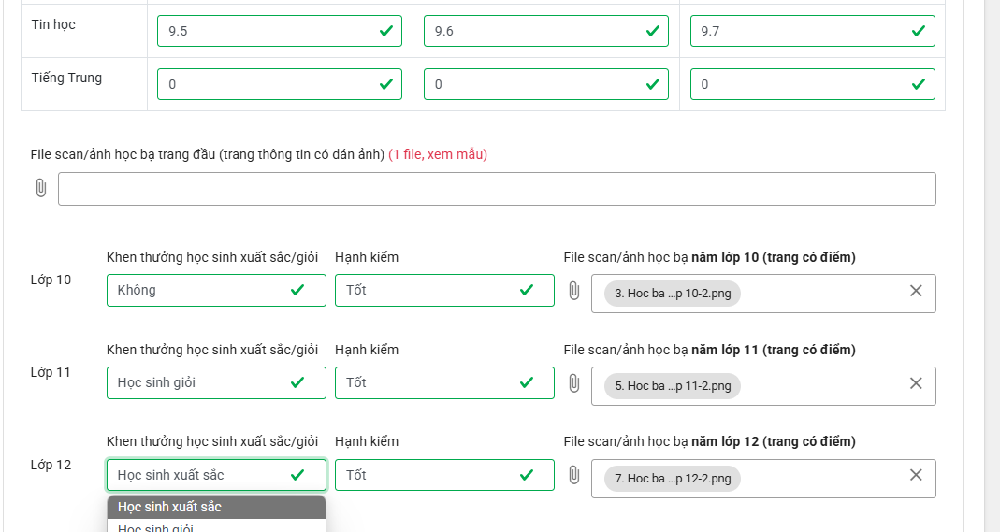 Tin học 9.5 9.6 9.7
Tiếng Trung 0 0 0
File scan/ảnh học bạ trang đầu (trang thông tin có dán ảnh) (1 file, xem mẫu)
Khen thưởng học sinh xuất sắc/giỏi Hạnh kiểm File scan/ảnh học bạ năm lớp 10 (trang có điểm)
Lớp 10 Không Tốt 3. Hoc ba ...p 10-2.png
Khen thưởng học sinh xuất sắc/giỏi Hạnh kiểm File scan/ảnh học bạ năm lớp 11 (trang có điểm)
Lớp 11 Học sinh giỏi Tốt 5. Hoc ba ...p 11-2.png
Khen thưởng học sinh xuất sắc/giỏi Hạnh kiểm File scan/ảnh học bạ năm lớp 12 (trang có điểm)
Lớp 12 Học sinh xuất sắc Tốt 7. Hoc ba ...p 12-2.png
Học sinh xuất sắc
Học sinh giỏi